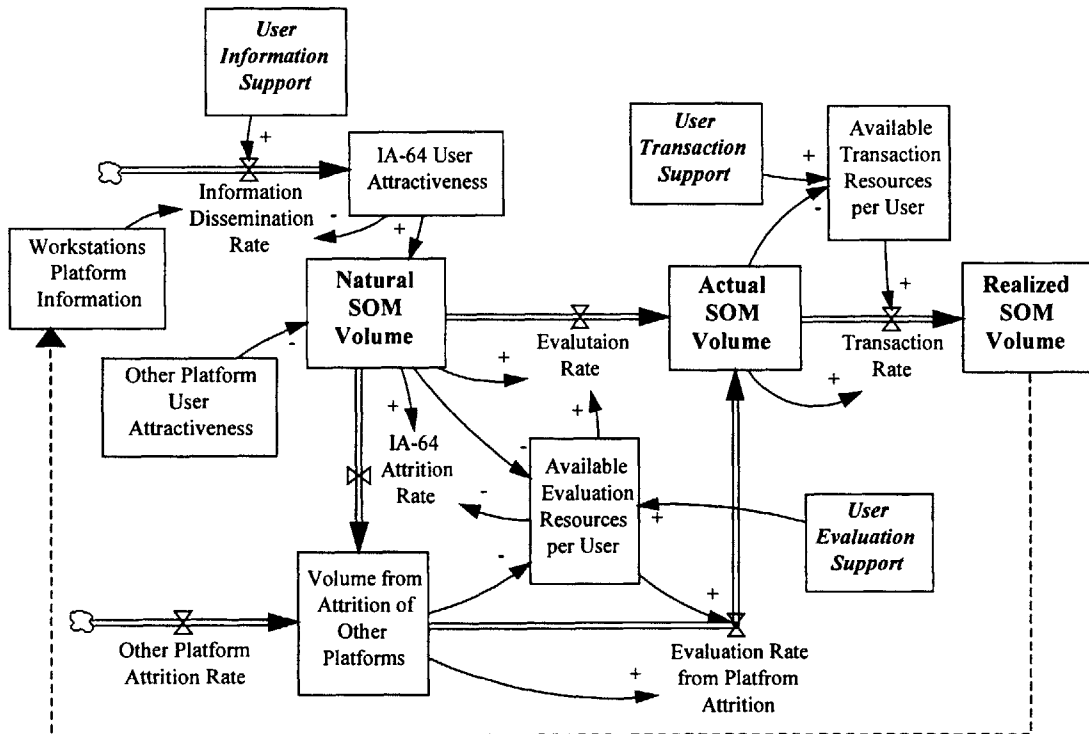 User
Information
Support
+
IA-64 User
Attractiveness
Information
Dissemination
Rate
-
+
Workstations
Platform
Information
User
Transaction
Support
+
-
Available
Transaction
Resources
per User
+
Natural
SOM
Volume
-
Other Platform
User
Attractiveness
Evalutaion
Rate
+
+
Actual
SOM
Volume
Transaction
Rate
+
Realized
SOM
Volume
+
IA-64
Attrition
Rate
-
-
Available
Evaluation
Resources
per User
+
User
Evaluation
Support
-
+
Volume from
Attrition of
Other
Platforms
Other Platform
Attrition Rate
+
Evaluation Rate
from Platfrom
Attrition